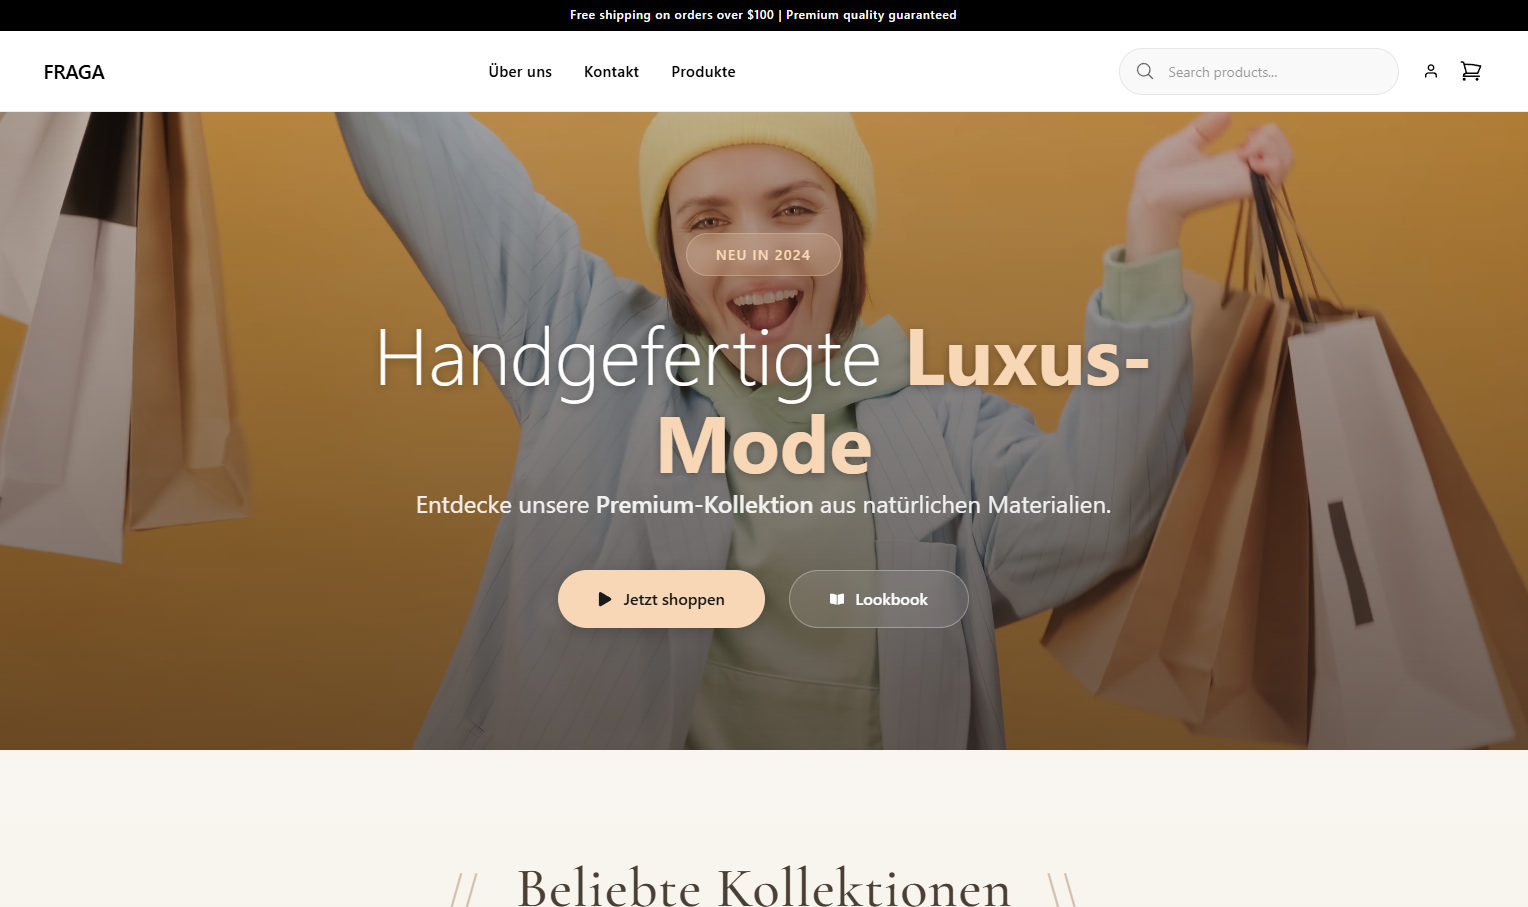 Free shipping on orders over $100 | Premium quality guaranteed
FRAGA
Über uns
Kontakt
Produkte
Search products...
NEU IN 2024
Handgefertigte Luxus-
Mode
Entdecke unsere Premium-Kollektion aus natürlichen Materialien.
Jetzt shoppen
Lookbook
// Beliebte Kollektionen \\